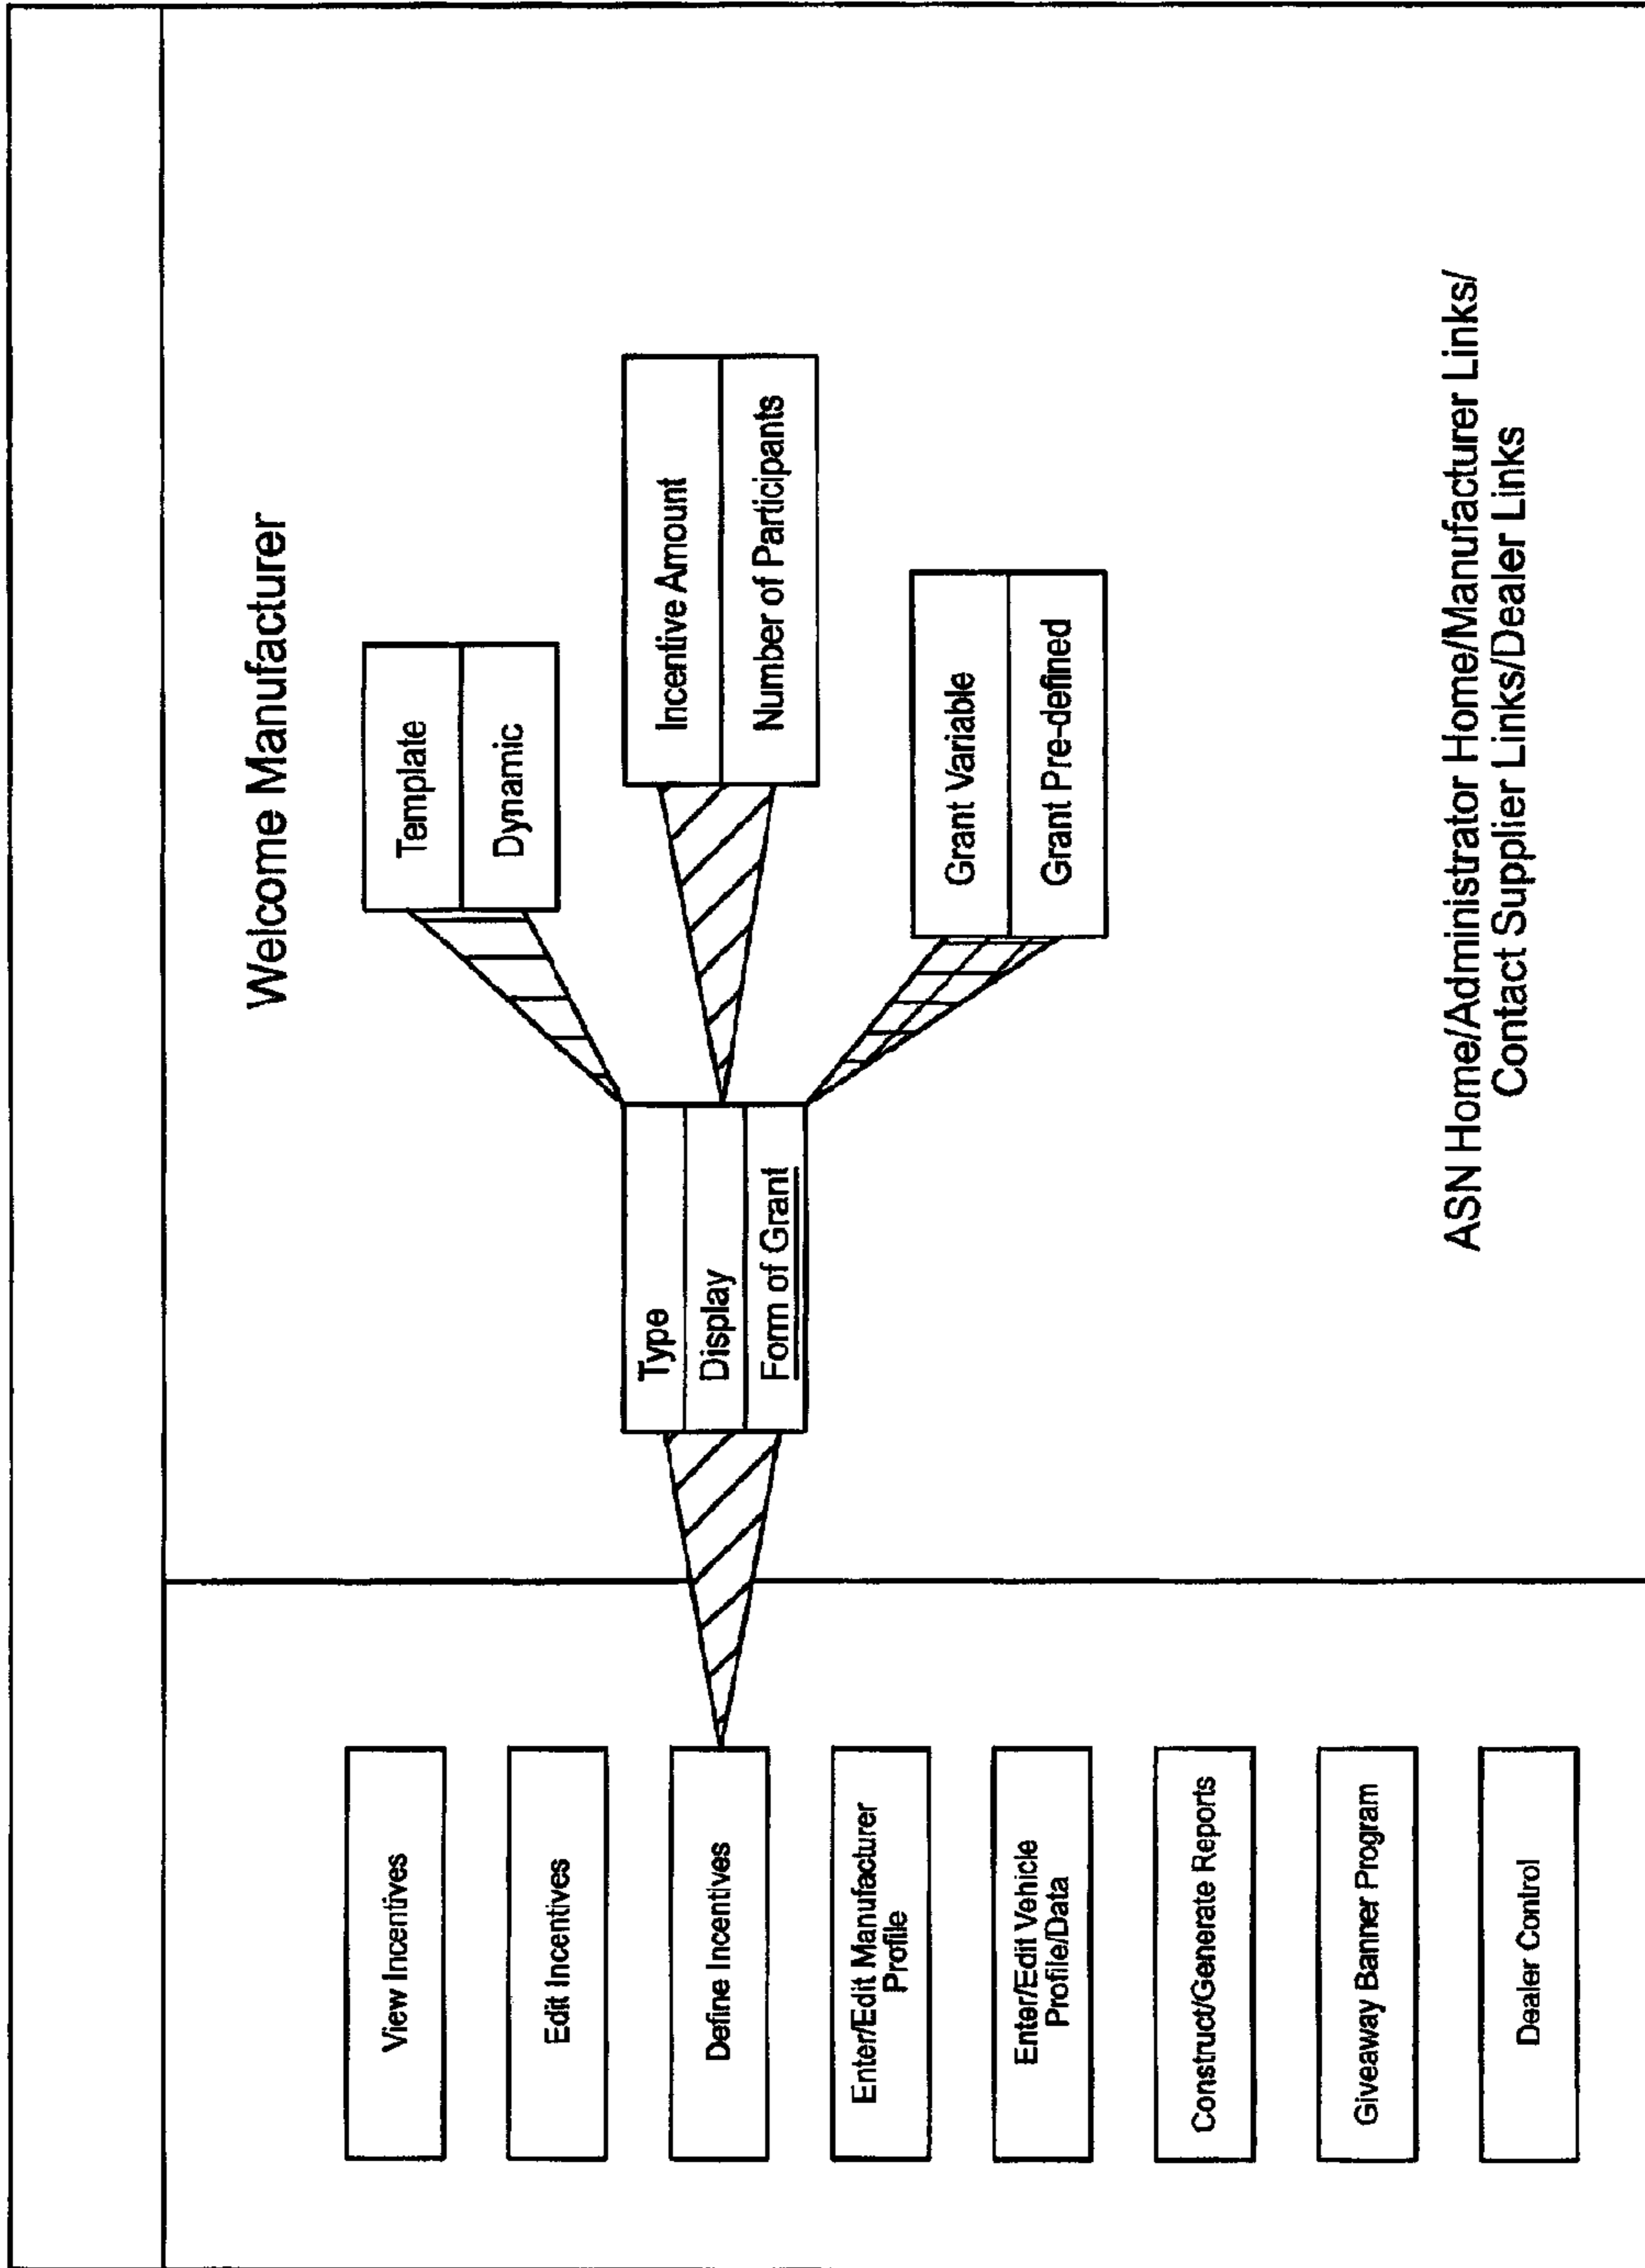 Welcome Manufacturer
View Incentives
Edit Incentives
Define Incentives
Enter/Edit Manufacturer
Profile
Enter/Edit Vehicle
Profile/Data
Construct/Generate Reports
Giveaway Banner Program
Dealer Control
Type
Display
Form of Grant
Template
Dynamic
Incentive Amount
Number of Participants
Grant Variable
Grant Pre-defined
ASN Home/Administrator Home/Manufacturer Links/
Contact Supplier Links/Dealer Links